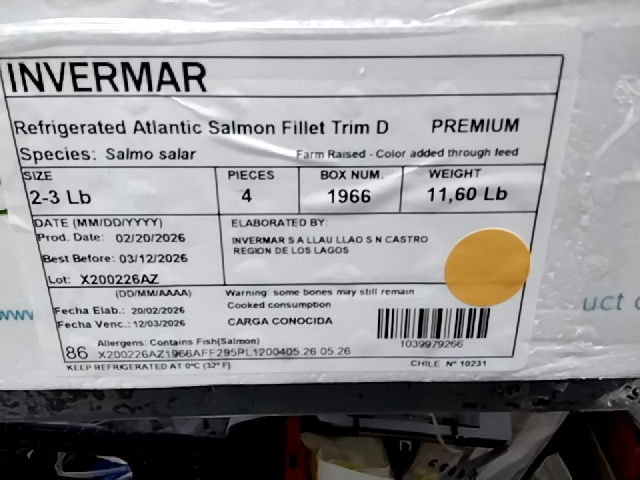 INVERMAR
Refrigerated Atlantic Salmon Fillet Trim D PREMIUM
Species: Salmo salar Farm Raised - Color added through feed
SIZE PIECES BOX NUM. WEIGHT
2-3 Lb 4 1966 11,60 Lb
DATE (MM/DD/YYYY) ELABORATED BY:
Prod. Date: 02/20/2026 INVERMAR S A LLAU LLAO S N CASTRO
Best Before: 03/12/2026 REGION DE LOS LAGOS
Lot: X200226AZ
(DD/MM/AAAA) Warning: some bones may still remain
Fecha Elab.: 20/02/2026 Cooked consumption
Fecha Venc.: 12/03/2026 CARGA CONOCIDA
1039979266
Allergens: Contains Fish(Salmon)
86 X200226AZ1966AFF295PL1200405 26 05 26
KEEP REFRIGERATED AT 0°C (32° F) CHILE N° 10231
www
uct